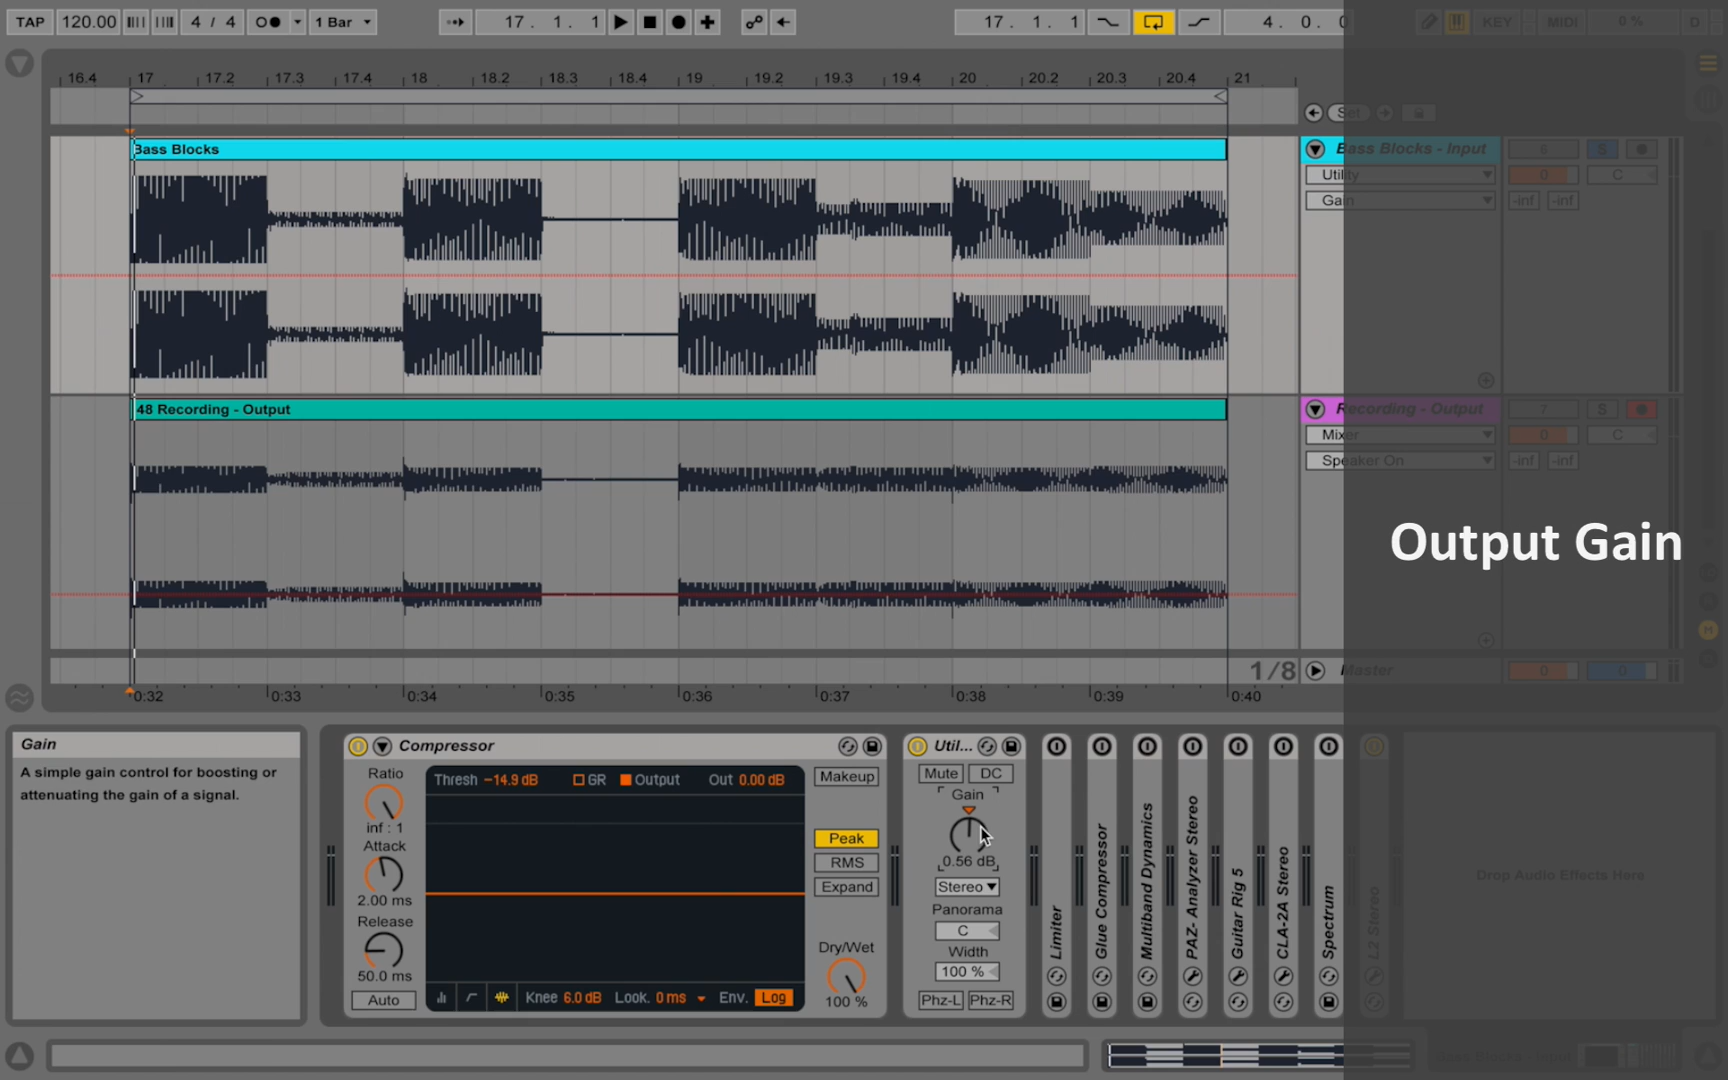 TAP 120.00 4 / 4 1 Bar 17. 1. 1 17. 1. 1 4. 0. 0 KEY MIDI 0 % D
16.4 17 17.2 17.3 17.4 18 18.2 18.3 18.4 19 19.2 19.3 19.4 20 20.2 20.3 20.4 21
Set
Bass Blocks
Bass Blocks - Input 6 S
Utility 0 C
Gain -inf -inf
48 Recording - Output
Recording - Output 7 S
Mixer 0 C
Speaker On -inf -inf
Output Gain
1/8 Master 0 0
0:32 0:33 0:34 0:35 0:36 0:37 0:38 0:39 0:40
Gain
A simple gain control for boosting or
attenuating the gain of a signal.
Compressor
Ratio
inf : 1
Attack
2.00 ms
Release
50.0 ms
Auto
Thresh -14.9 dB GR Output Out 0.00 dB
Knee 6.0 dB Look. 0 ms Env. Log
Makeup
Peak
RMS
Expand
Dry/Wet
100 %
Util...
Mute DC
Gain
0.56 dB
Stereo
Panorama
C
Width
100 %
Phz-L Phz-R
Limiter
Glue Compressor
Multiband Dynamics
PAZ- Analyzer Stereo
Guitar Rig 5
CLA-2A Stereo
Spectrum
L2 Stereo
Drop Audio Effects Here